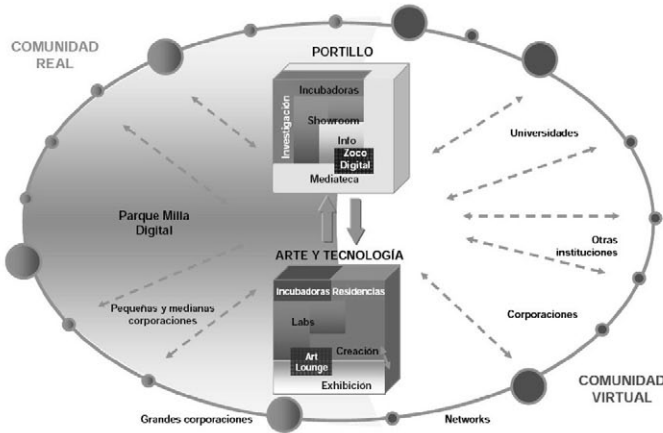 COMUNIDAD
REAL
PORTILLO
Incubadoras
Investigación
Showroom
Info
Zoco
Digital
Mediateca
Universidades
Parque Milla
Digital
Otras
instituciones
ARTE Y TECNOLOGÍA
Incubadoras Residencias
Pequeñas y medianas
corporaciones
Labs
Corporaciones
Creación
Art
Lounge
Exhibición
COMUNIDAD
VIRTUAL
Grandes corporaciones
Networks